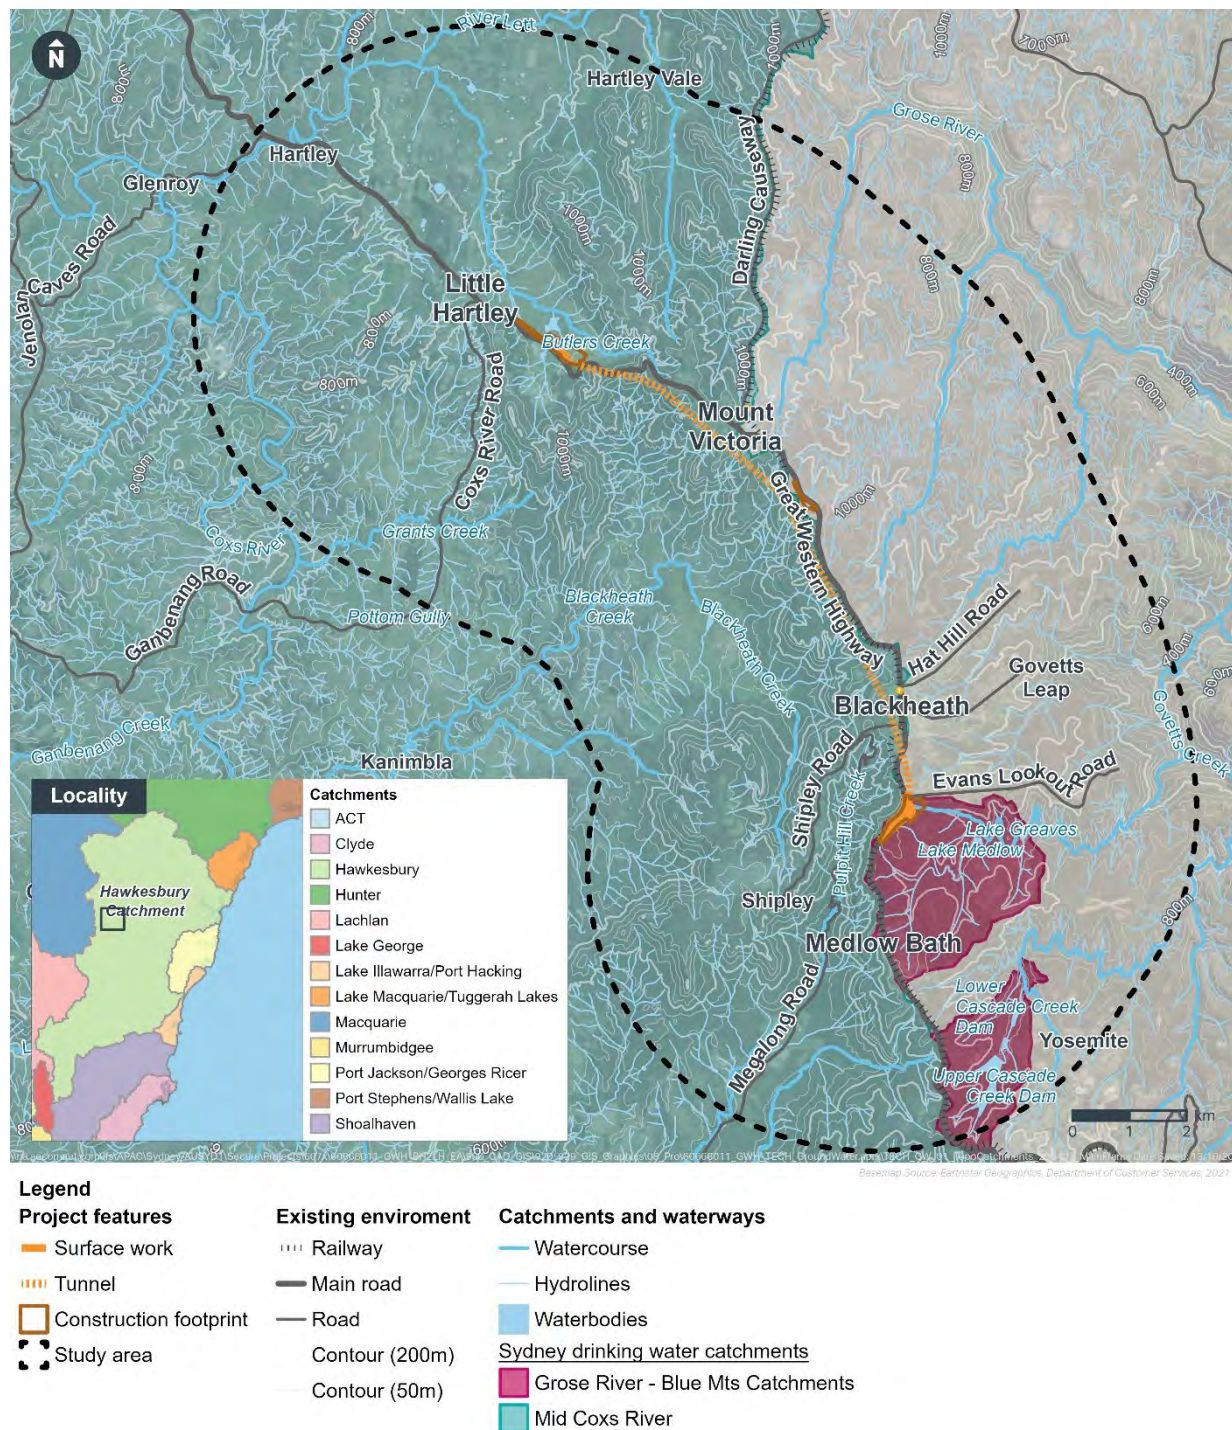 N
River Lett
800m
1000m
1000m
1000m
800m
Hartley Vale
Grose River
800m
Hartley
Glenroy
Darling Causeway
Jenolan Caves Road
1000m
1000m
800m
800m
Little
Hartley
Butlers Creek
800m
800m
1000m
400m
600m
Mount
Victoria
Coxs River Road
1000m
800m
Great Western Highway
1000m
Coxs River
Grants Creek
Ganbenang Road
Pottom Gully
Blackheath
Creek
Blackheath Creek
Hat Hill Road
600m
400m
600m
Govetts
Leap
Govetts Creek
Blackheath
Ganbenang Creek
Kanimbla
Shipley Road
Evans Lookout Road
Pulpit Hill Creek
Lake Greaves
Lake Medlow
Shipley
800m
Medlow Bath
Megalong Road
Lower
Cascade Creek
Dam
Yosemite
Upper Cascade
Creek Dam
600m
km
0 1 2
Locality
Hawkesbury
Catchment
Catchments
ACT
Clyde
Hawkesbury
Hunter
Lachlan
Lake George
Lake Illawarra/Port Hacking
Lake Macquarie/Tuggerah Lakes
Macquarie
Murrumbidgee
Port Jackson/Georges Ricer
Port Stephens/Wallis Lake
Shoalhaven
Basemap Source: Earthstar Geographics, Department of Customer Services, 2021
Legend
Project features
Surface work
Tunnel
Construction footprint
Study area
Existing enviroment
Railway
Main road
Road
Contour (200m)
Contour (50m)
Catchments and waterways
Watercourse
Hydrolines
Waterbodies
Sydney drinking water catchments
Grose River - Blue Mts Catchments
Mid Coxs River